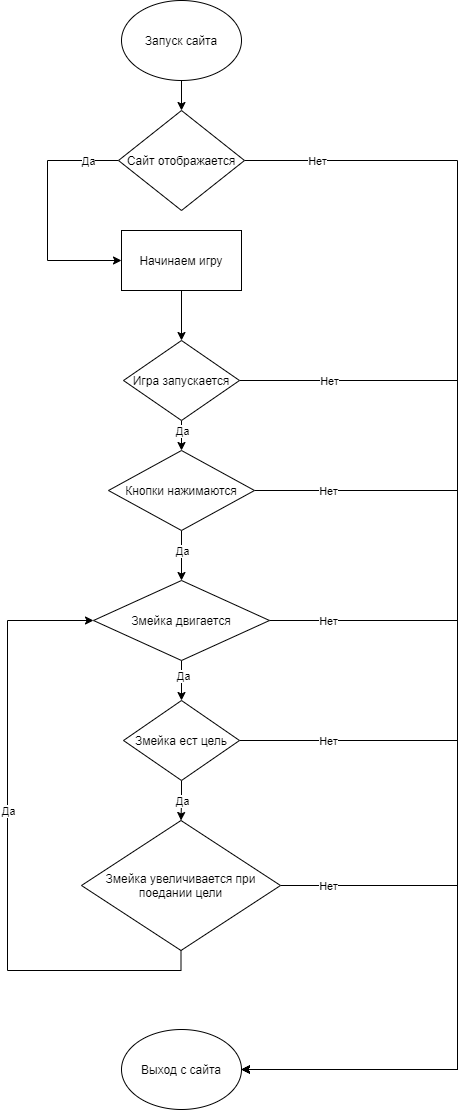 Запуск сайта
Сайт отображается
Да
Нет
Начинаем игру
Игра запускается
Нет
Да
Кнопки нажимаются
Нет
Да
Змейка двигается
Нет
Да
Змейка ест цель
Нет
Да
Да
Змейка увеличивается при
поедании цели
Нет
Выход с сайта